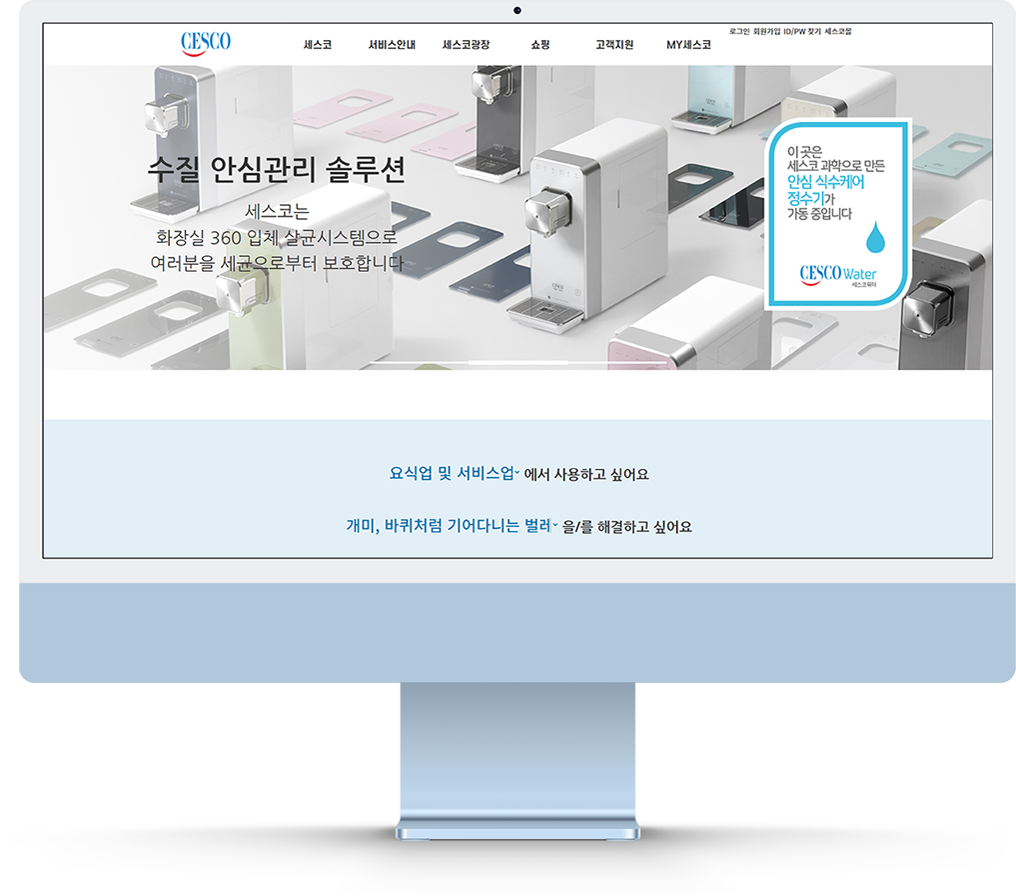 CESCO
세스코 서비스안내 세스코광장 쇼핑 고객지원 MY세스코
로그인 회원가입 ID/PW 찾기 세스코몰
수질 안심관리 솔루션
세스코는
화장실 360 입체 살균시스템으로
여러분을 세균으로부터 보호합니다
이 곳은
세스코 과학으로 만든
안심 식수케어
정수기가
가동 중입니다
CESCO Water
세스코워터
요식업 및 서비스업 에서 사용하고 싶어요
개미, 바퀴처럼 기어다니는 벌레 을/를 해결하고 싶어요